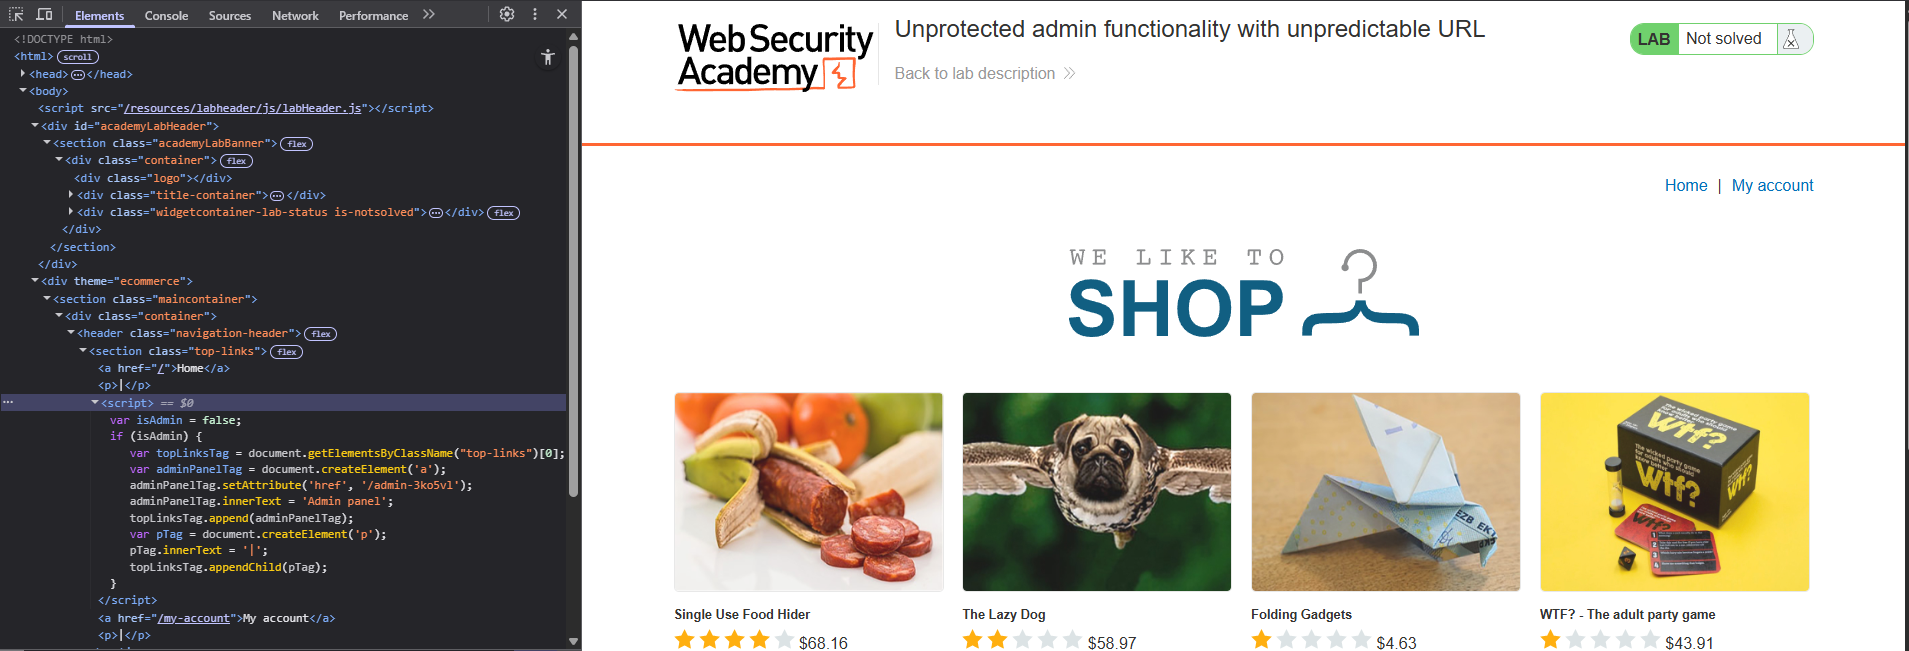 Elements Console Sources Network Performance
<!DOCTYPE html>
<html> scroll
<head> </head>
<body>
<script src="/resources/labheader/js/labHeader.js"></script>
<div id="academyLabHeader">
<section class="academyLabBanner"> flex
<div class="container"> flex
<div class="logo"></div>
<div class="title-container"> </div>
<div class="widgetcontainer-lab-status is-notsolved"> </div> flex
</div>
</section>
</div>
<div theme="ecommerce">
<section class="maincontainer">
<div class="container">
<header class="navigation-header"> flex
<section class="top-links"> flex
<a href="/">Home</a>
<p>|</p>
<script> == $0
var isAdmin = false;
if (isAdmin) {
var topLinksTag = document.getElementsByClassName("top-links")[0];
var adminPanelTag = document.createElement('a');
adminPanelTag.setAttribute('href', '/admin-3ko5vl');
adminPanelTag.innerText = 'Admin panel';
topLinksTag.append(adminPanelTag);
var pTag = document.createElement('p');
pTag.innerText = '|';
topLinksTag.appendChild(pTag);
}
</script>
<a href="/my-account">My account</a>
<p>|</p>
Web Security
Academy
Unprotected admin functionality with unpredictable URL
Back to lab description
LAB Not solved
Home | My account
WE LIKE TO
SHOP
Single Use Food Hider
$68.16
The Lazy Dog
$58.97
Folding Gadgets
$4.63
WTF? - The adult party game
$43.91